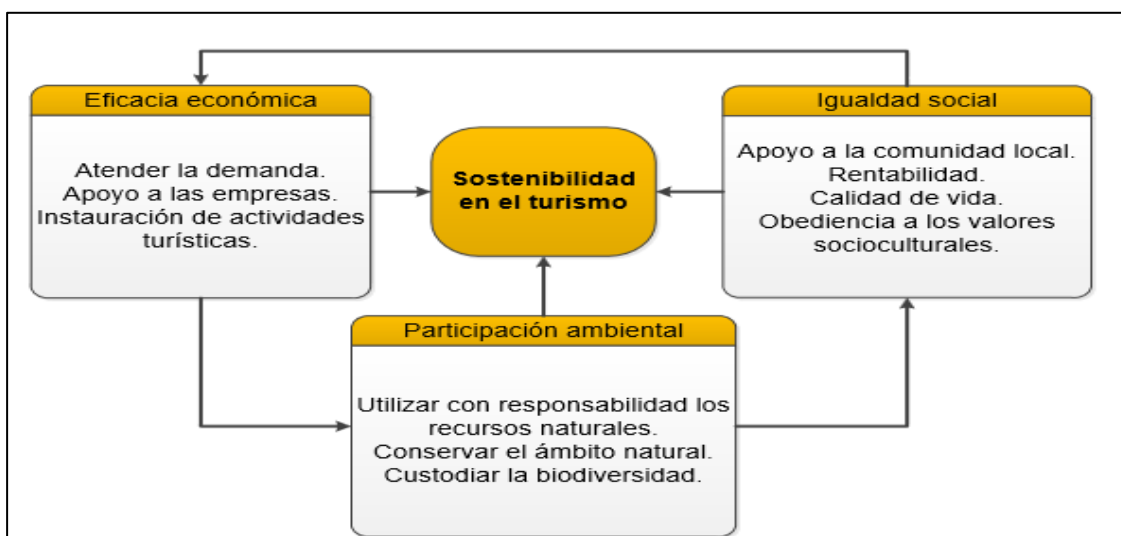 Eficacia económica
Atender la demanda.
Apoyo a las empresas.
Instauración de actividades
turísticas.
Sostenibilidad
en el turismo
Igualdad social
Apoyo a la comunidad local.
Rentabilidad.
Calidad de vida.
Obediencia a los valores
socioculturales.
Participación ambiental
Utilizar con responsabilidad los
recursos naturales.
Conservar el ámbito natural.
Custodiar la biodiversidad.